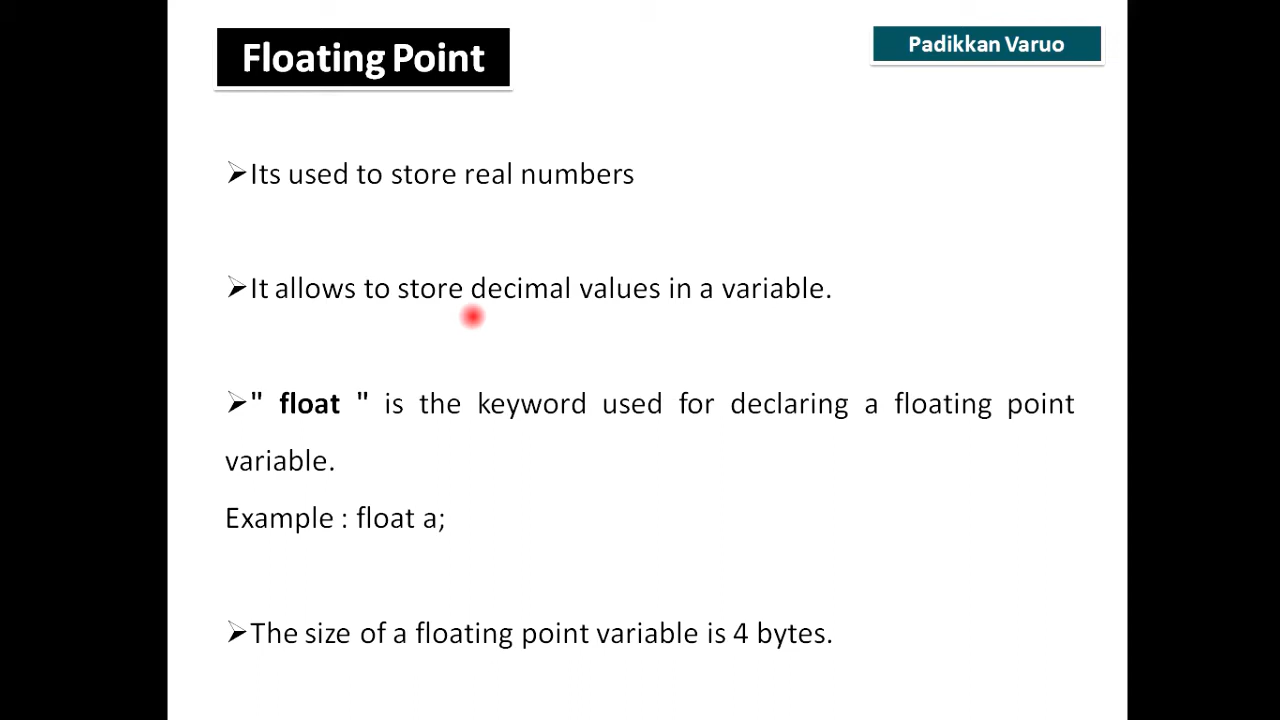 Floating Point
Padikkan Varuo
➢Its used to store real numbers
➢It allows to store decimal values in a variable.
➢" float " is the keyword used for declaring a floating point
variable.
Example : float a;
➢The size of a floating point variable is 4 bytes.